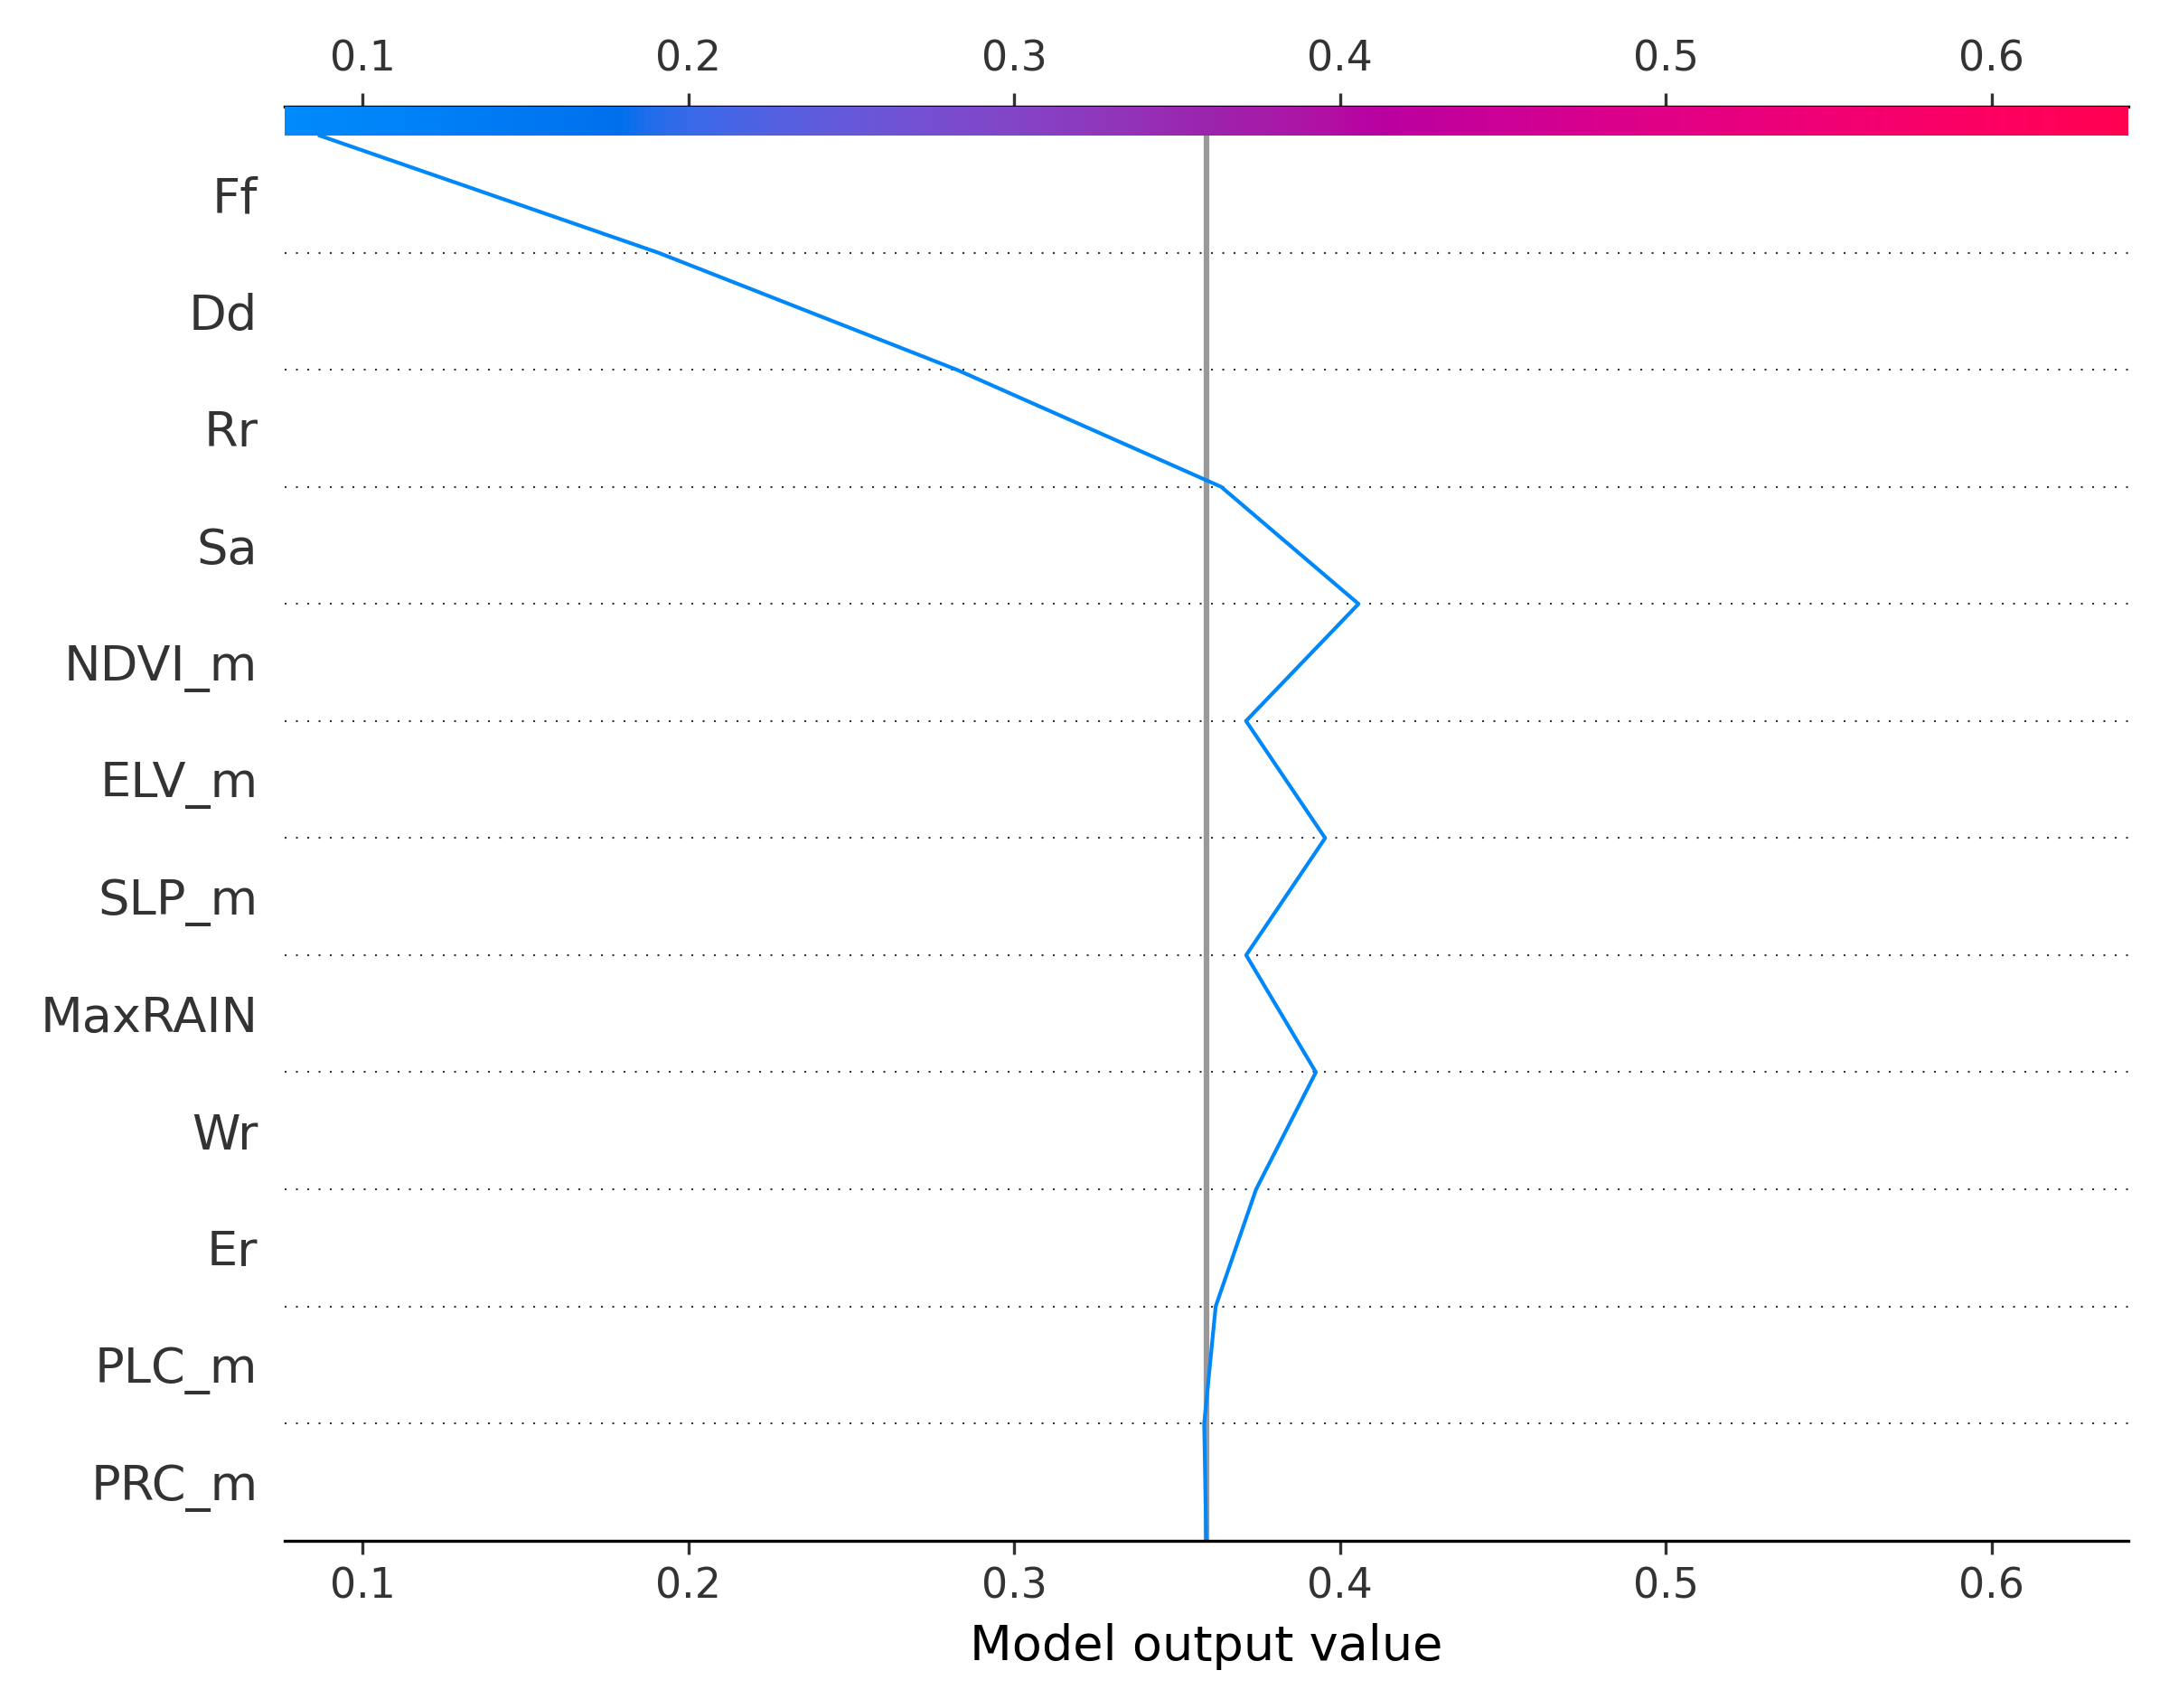 0.1 0.2 0.3 0.4 0.5 0.6
Ff
Dd
Rr
Sa
NDVI_m
ELV_m
SLP_m
MaxRAIN
Wr
Er
PLC_m
PRC_m
0.1 0.2 0.3 0.4 0.5 0.6
Model output value